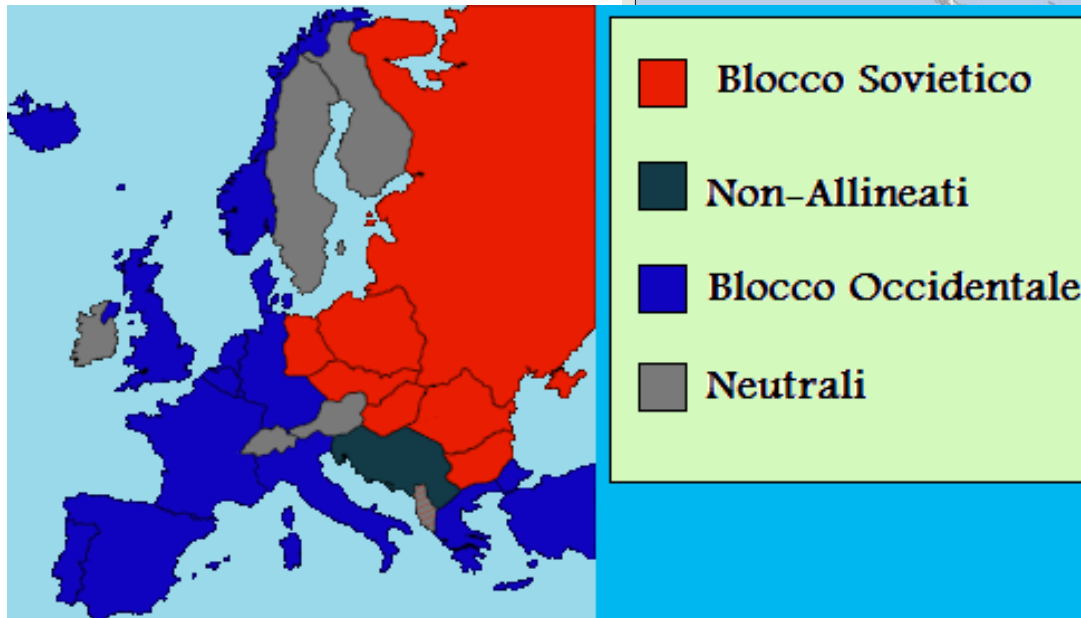 Blocco Sovietico
Non-Allineati
Blocco Occidentale
Neutrali